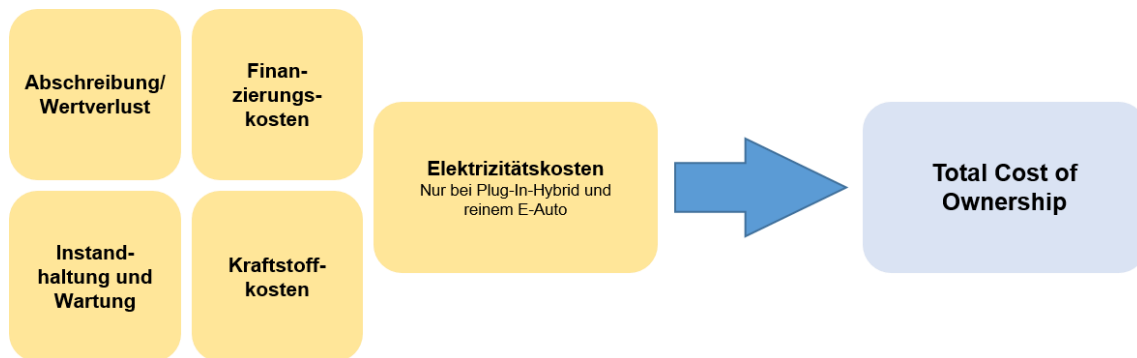 Abschreibung/
Wertverlust
Finan-
zierungs-
kosten
Instand-
haltung und
Wartung
Kraftstoff-
kosten
Elektrizitätskosten
Nur bei Plug-In-Hybrid und
reinem E-Auto
Total Cost of
Ownership